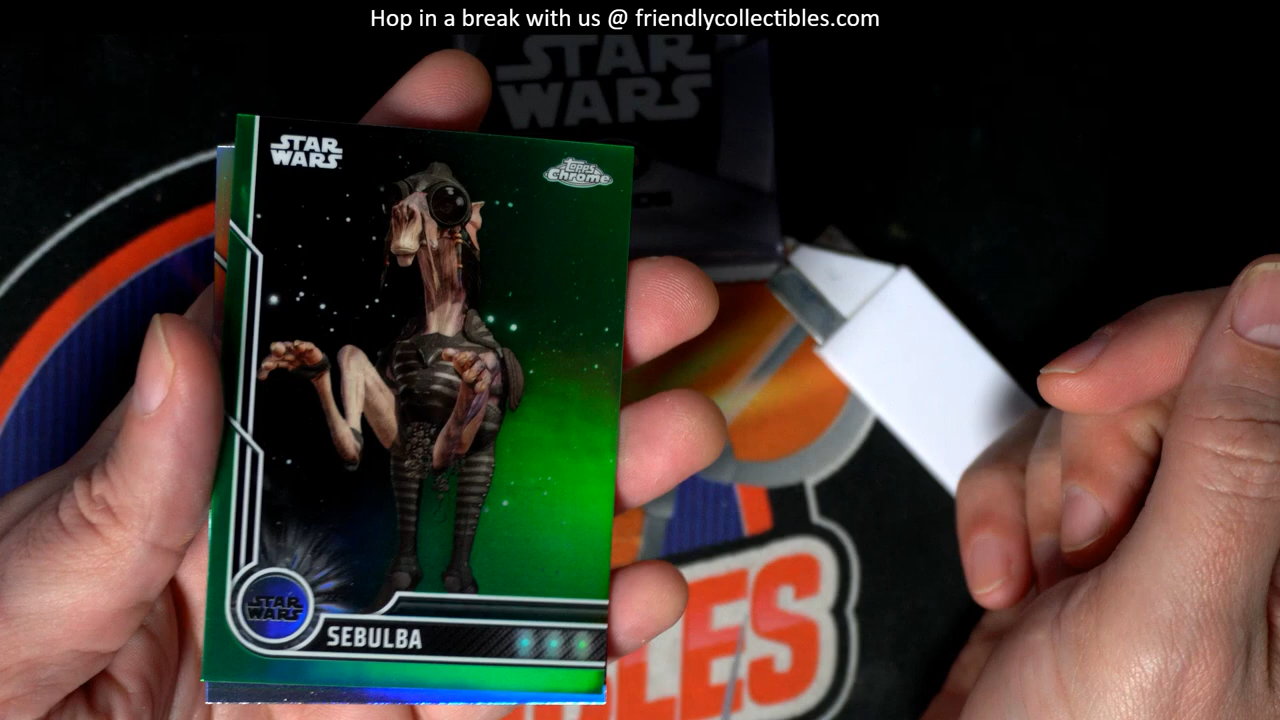 Hop in a break with us @ friendlycollectibles.com
STAR
WARS
STAR
WARS
Topps
Chrome
STAR
WARS
SEBULBA
LES